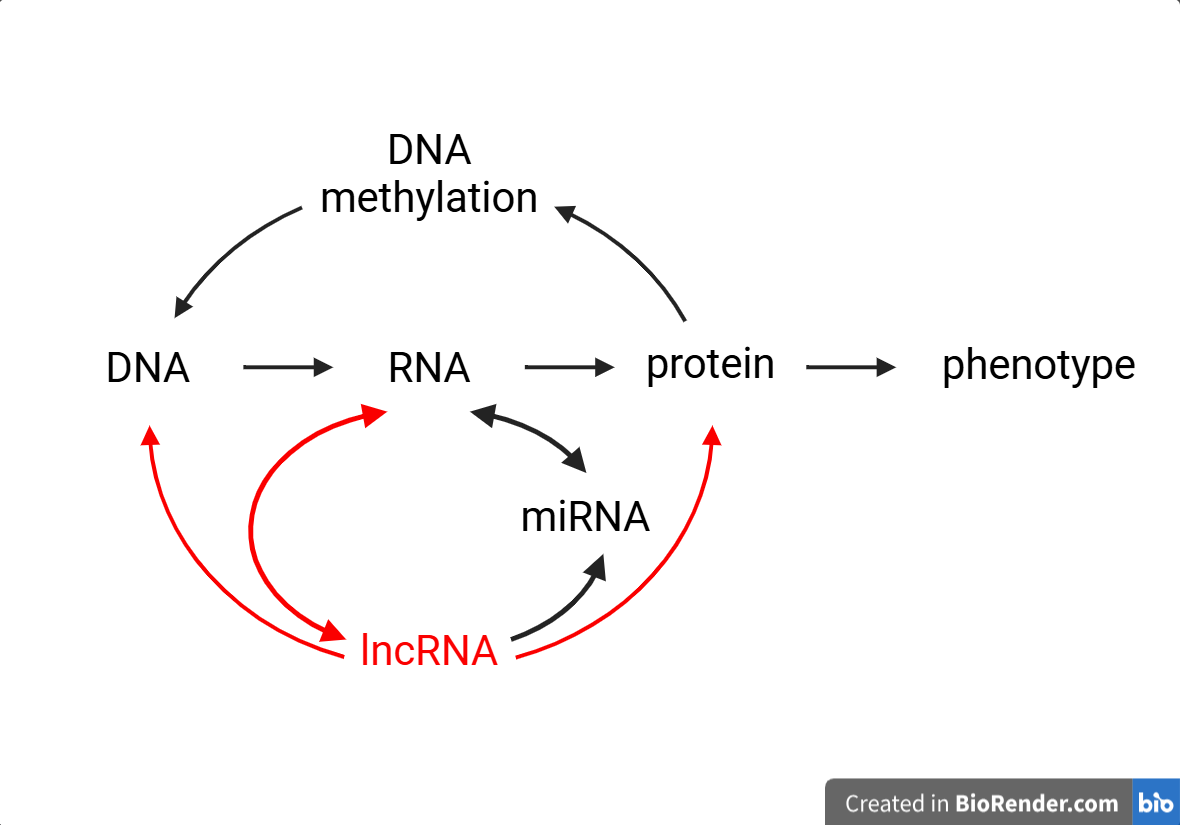 DNA
methylation
DNA
RNA
protein
phenotype
miRNA
lncRNA
Created in BioRender.com bio